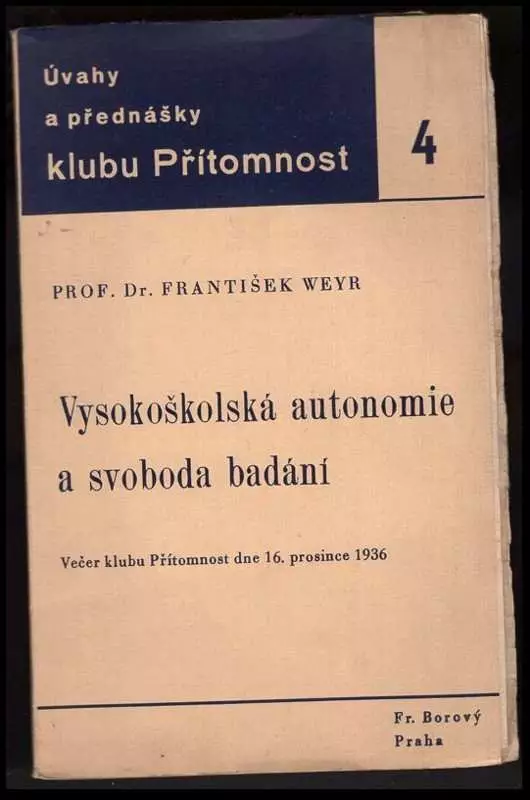 Úvahy
a přednášky
klubu Přítomnost
4
PROF. Dr. FRANTIŠEK WEYR
Vysokoškolská autonomie
a svoboda badání
Večer klubu Přítomnost dne 16. prosince 1936
Fr. Borový
Praha